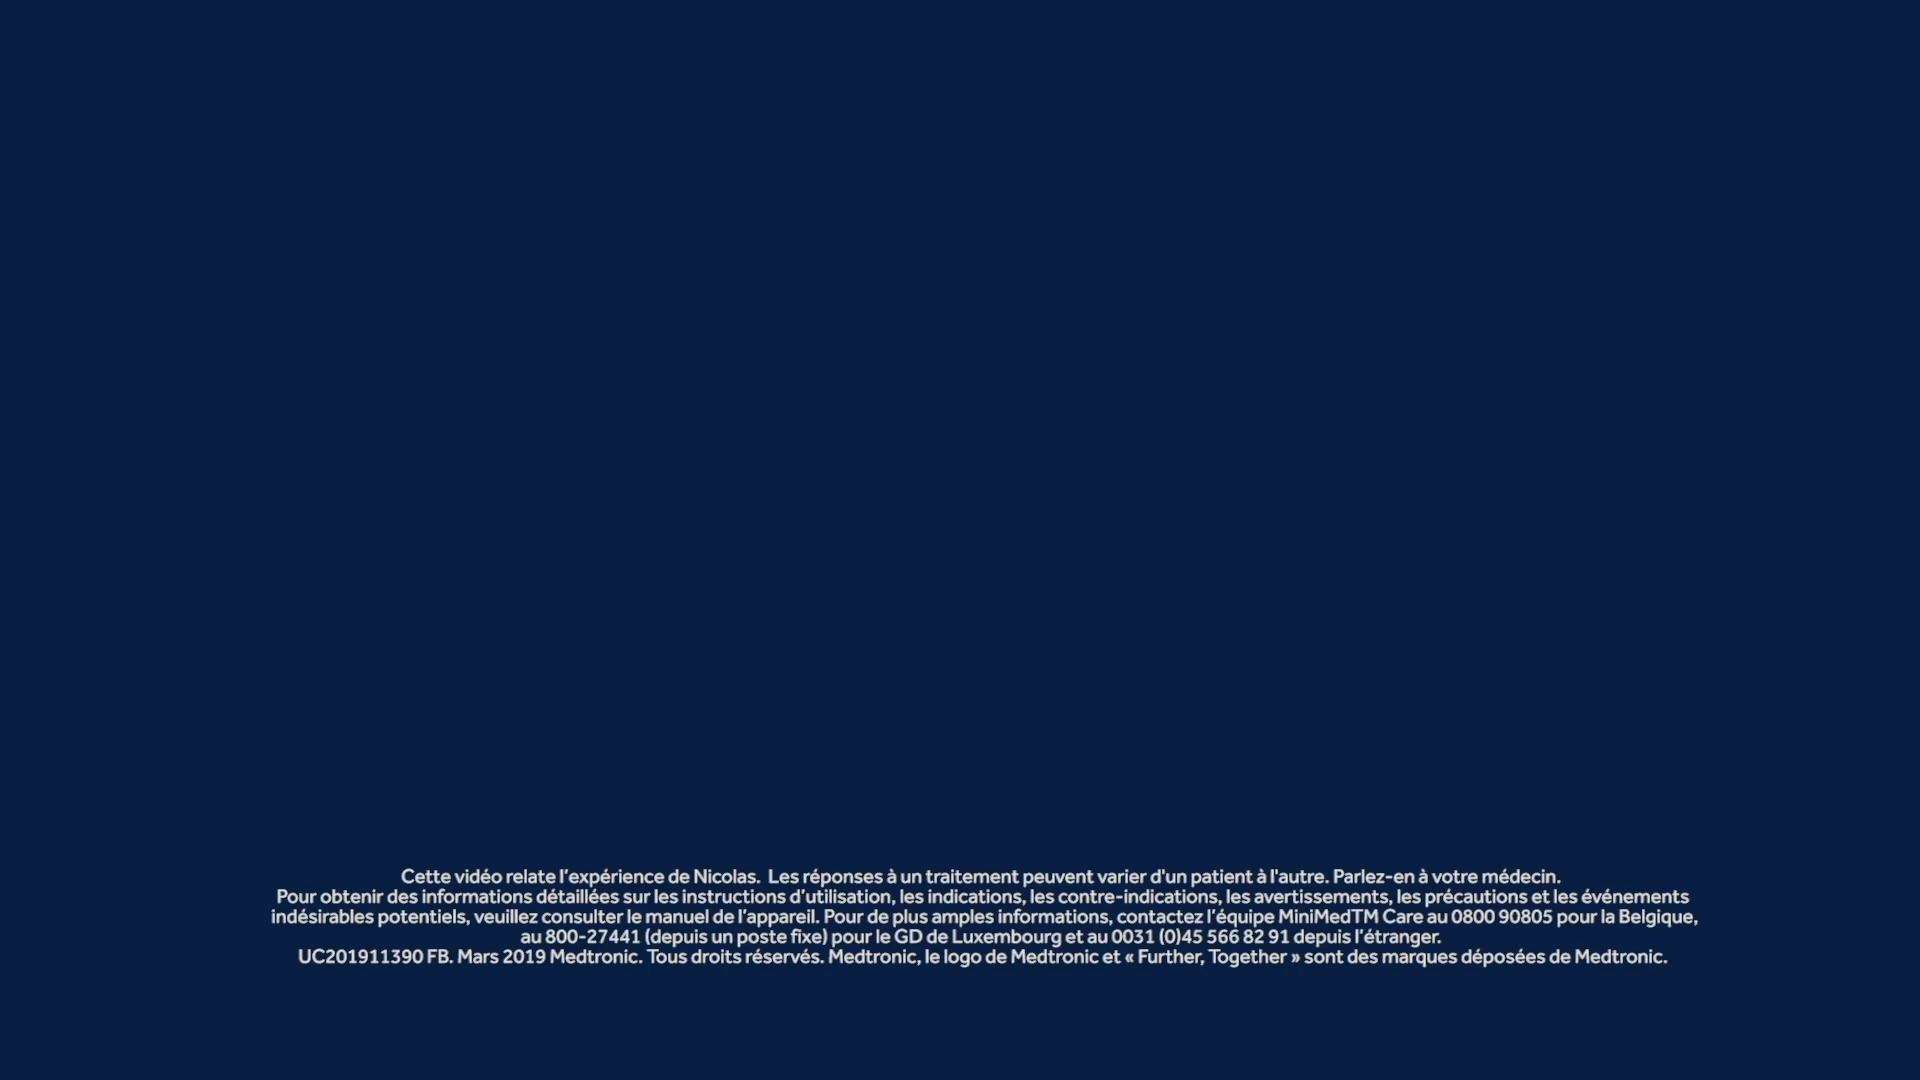 Cette vidéo relate l'expérience de Nicolas. Les réponses à un traitement peuvent varier d'un patient à l'autre. Parlez-en à votre médecin.
Pour obtenir des informations détaillées sur les instructions d'utilisation, les indications, les contre-indications, les avertissements, les précautions et les événements
indésirables potentiels, veuillez consulter le manuel de l'appareil. Pour de plus amples informations, contactez l'équipe MiniMedTM Care au 0800 90805 pour la Belgique,
au 800-27441 (depuis un poste fixe) pour le GD de Luxembourg et au 0031 (0)45 566 82 91 depuis l'étranger.
UC201911390 FB. Mars 2019 Medtronic. Tous droits réservés. Medtronic, le logo de Medtronic et « Further, Together » sont des marques déposées de Medtronic.